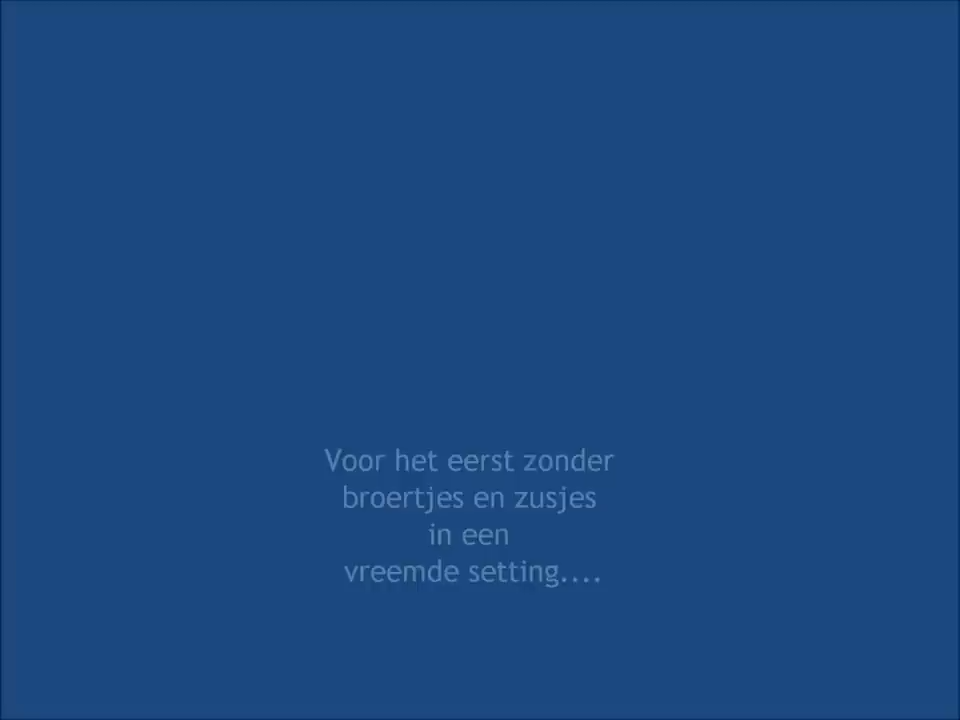 Voor het eerst zonder
broertjes en zusjes
in een
vreemde setting....